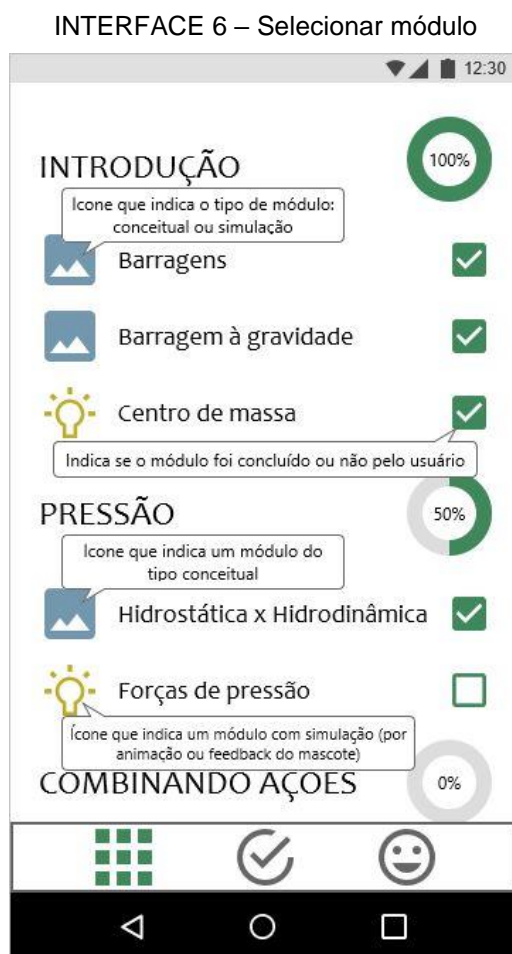 INTERFACE 6 – Selecionar módulo
12:30
INTRODUÇÃO
100%
Icone que indica o tipo de módulo:
conceitual ou simulação
Barragens
Barragem à gravidade
Centro de massa
Indica se o módulo foi concluído ou não pelo usuário
PRESSÃO
50%
Icone que indica um módulo do
tipo conceitual
Hidrostática x Hidrodinâmica
Forças de pressão
Ícone que indica um módulo com simulação (por
animação ou feedback do mascote)
COMBINANDO AÇOES
0%